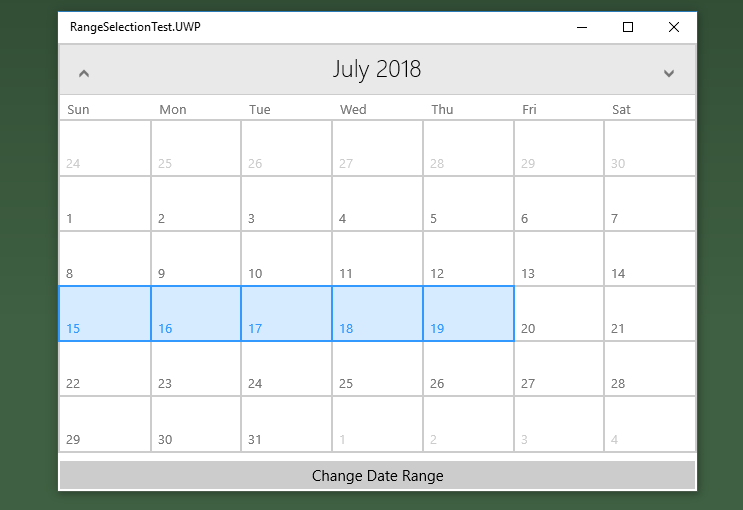 RangeSelectionTest.UWP
July 2018
Sun Mon Tue Wed Thu Fri Sat
24 25 26 27 28 29 30
1 2 3 4 5 6 7
8 9 10 11 12 13 14
15 16 17 18 19 20 21
22 23 24 25 26 27 28
29 30 31 1 2 3 4
Change Date Range